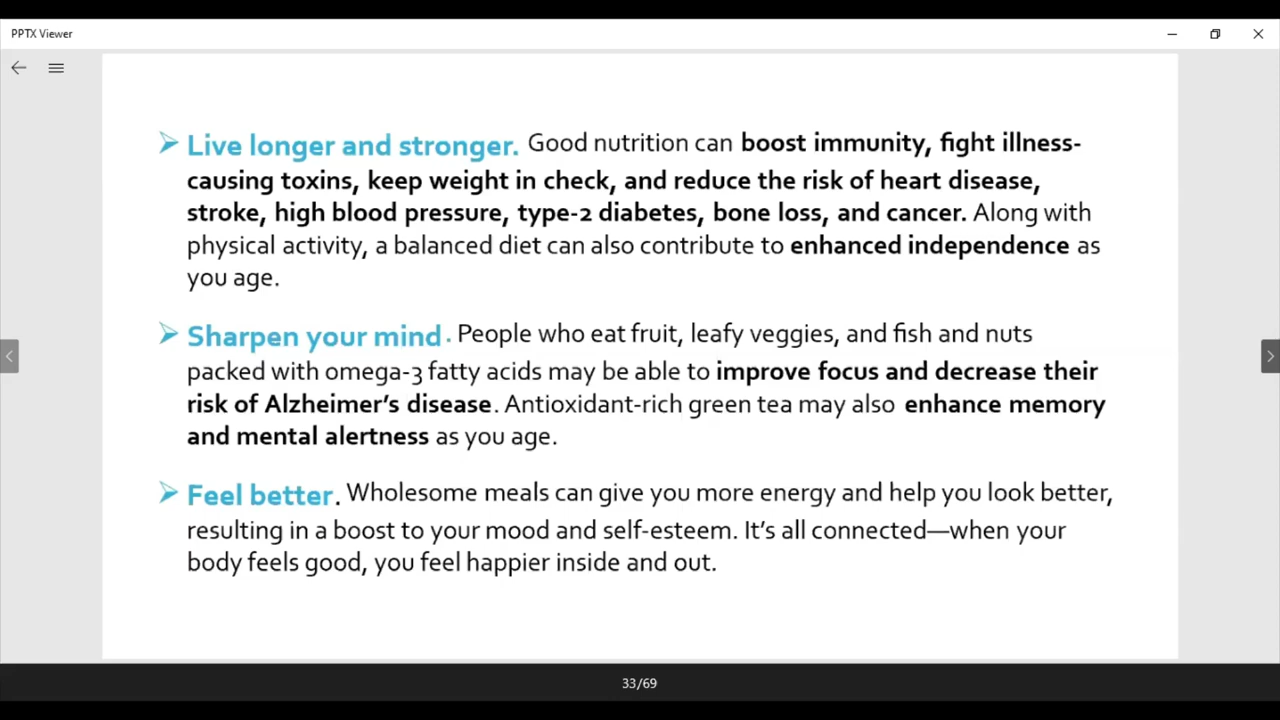 PPTX Viewer
Live longer and stronger. Good nutrition can boost immunity, fight illness-
causing toxins, keep weight in check, and reduce the risk of heart disease,
stroke, high blood pressure, type-2 diabetes, bone loss, and cancer. Along with
physical activity, a balanced diet can also contribute to enhanced independence as
you age.
Sharpen your mind. People who eat fruit, leafy veggies, and fish and nuts
packed with omega-3 fatty acids may be able to improve focus and decrease their
risk of Alzheimer’s disease. Antioxidant-rich green tea may also enhance memory
and mental alertness as you age.
Feel better. Wholesome meals can give you more energy and help you look better,
resulting in a boost to your mood and self-esteem. It’s all connected—when your
body feels good, you feel happier inside and out.
33/69